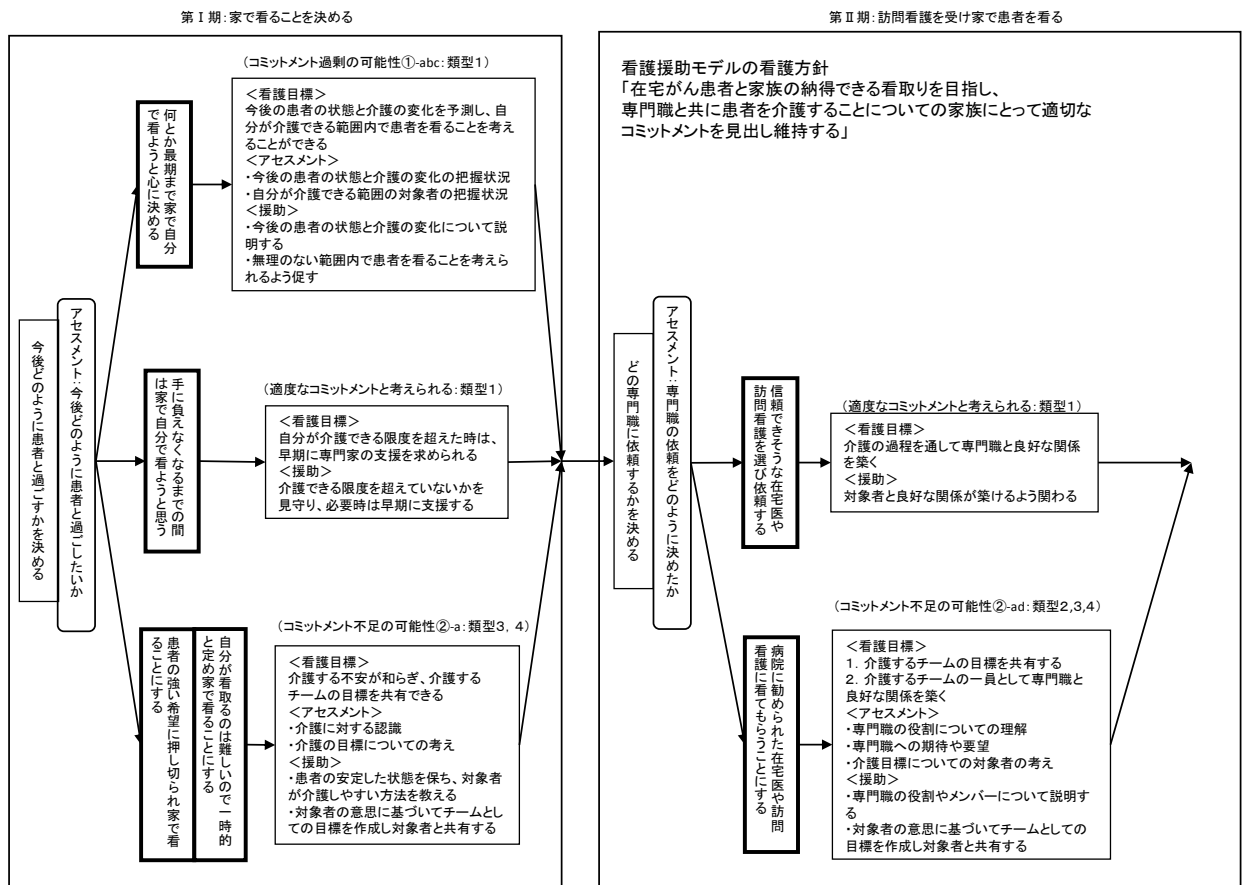 第Ⅰ期:家で看ることを決める
今後どのように患者と過ごすかを決める
アセスメント:今後どのように患者と過ごしたいか
何とか最期まで家で自分
で看ようと心に決める
(コミットメント過剰の可能性①-abc:類型1)
<看護目標>
今後の患者の状態と介護の変化を予測し、自
分が介護できる範囲内で患者を看ることを考え
ることができる
<アセスメント>
・今後の患者の状態と介護の変化の把握状況
・自分が介護できる範囲の対象者の把握状況
<援助>
・今後の患者の状態と介護の変化について説
明する
・無理のない範囲内で患者を看ることを考えら
れるよう促す
手に負えなくなるまでの間
は家で自分で看ようと思う
(適度なコミットメントと考えられる:類型1)
<看護目標>
自分が介護できる限度を超えた時は、
早期に専門家の支援を求められる
<援助>
介護できる限度を超えていないかを
見守り、必要時は早期に支援する
自分が看取るのは難しいので一時的
と定め家で看ることにする
患者の強い希望に押し切られ家で看
ることにする
(コミットメント不足の可能性②-a:類型3, 4)
<看護目標>
介護する不安が和らぎ、介護する
チームの目標を共有できる
<アセスメント>
・介護に対する認識
・介護の目標についての考え
<援助>
・患者の安定した状態を保ち、対象者
が介護しやすい方法を教える
・対象者の意思に基づいてチームとし
ての目標を作成し対象者と共有する
第Ⅱ期:訪問看護を受け家で患者を看る
看護援助モデルの看護方針
「在宅がん患者と家族の納得できる看取りを目指し、
専門職と共に患者を介護することについての家族にとって適切な
コミットメントを見出し維持する」
どの専門職に依頼するかを決める
アセスメント:専門職の依頼をどのように決めたか
信頼できそうな在宅医や
訪問看護を選び依頼する
(適度なコミットメントと考えられる:類型1)
<看護目標>
介護の過程を通して専門職と良好な関係
を築く
<援助>
対象者と良好な関係が築けるよう関わる
病院に勧められた在宅医や訪問
看護に看てもらうことにする
(コミットメント不足の可能性②-ad:類型2,3,4)
<看護目標>
1. 介護するチームの目標を共有する
2. 介護するチームの一員として専門職と
良好な関係を築く
<アセスメント>
・専門職の役割についての理解
・専門職への期待や要望
・介護目標についての対象者の考え
<援助>
・専門職の役割やメンバーについて説明す
る
・対象者の意思に基づいてチームとしての
目標を作成し対象者と共有する